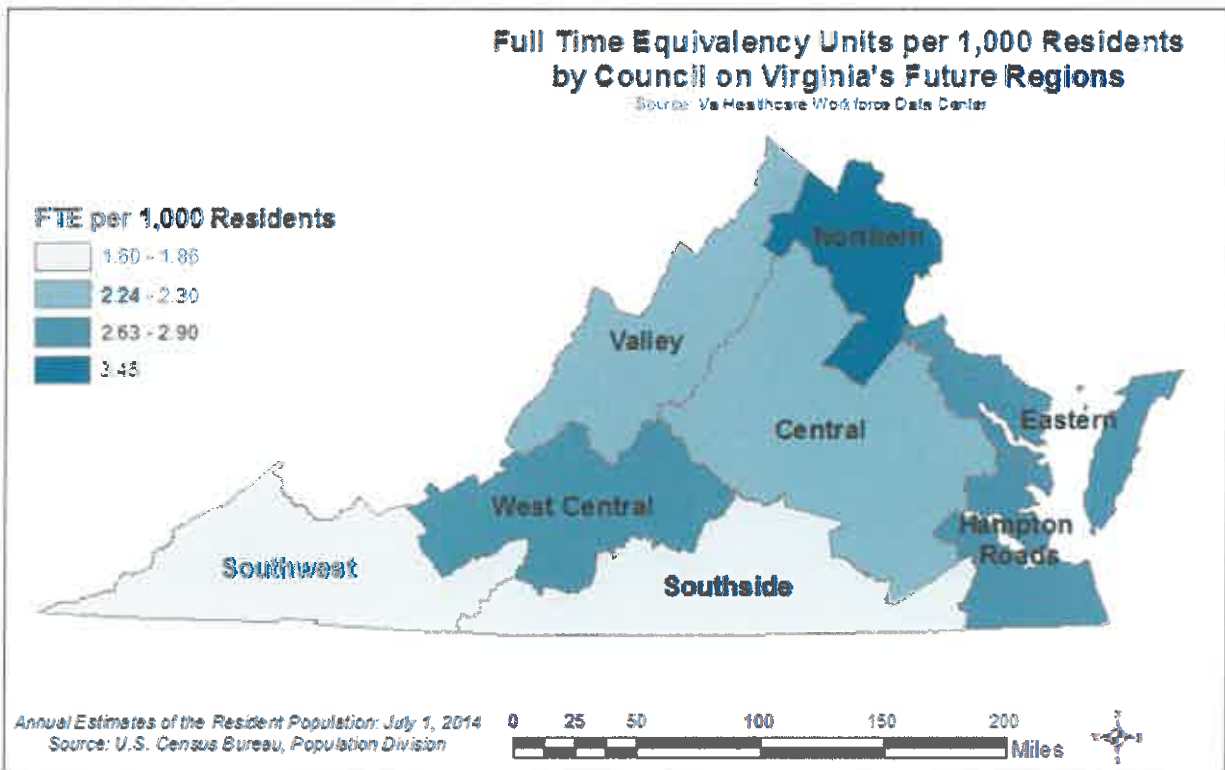 Full Time Equivalency Units per 1,000 Residents
by Council on Virginia's Future Regions
Source: Va Healthcare Workforce Data Center
FTE per 1,000 Residents
1.60 - 1.86
2.24 - 2.30
2.63 - 2.90
Northern
Valley
Central
Eastern
West Central
Hampton
Roads
Southwest
Southside
Annual Estimates of the Resident Population: July 1, 2014
Source: U.S. Census Bureau, Population Division
0 25 50 100 150 200
Miles